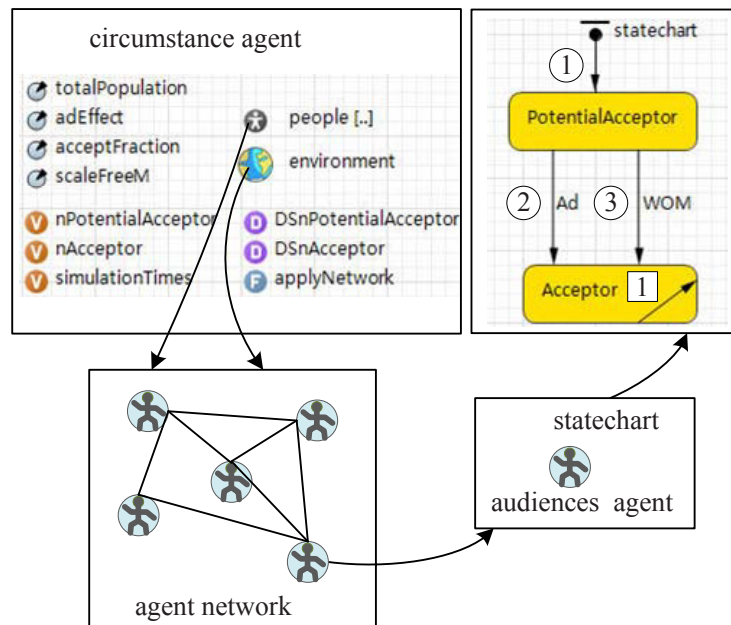 circumstance agent
totalPopulation
adEffect
acceptFraction
scaleFreeM
people [..]
environment
nPotentialAcceptor
nAcceptor
simulationTimes
DSnPotentialAcceptor
DSnAcceptor
applyNetwork
V
V
V
D
D
F
statechart
1
PotentialAcceptor
2 Ad 3 WOM
Acceptor 1
agent network
statechart
audiences agent